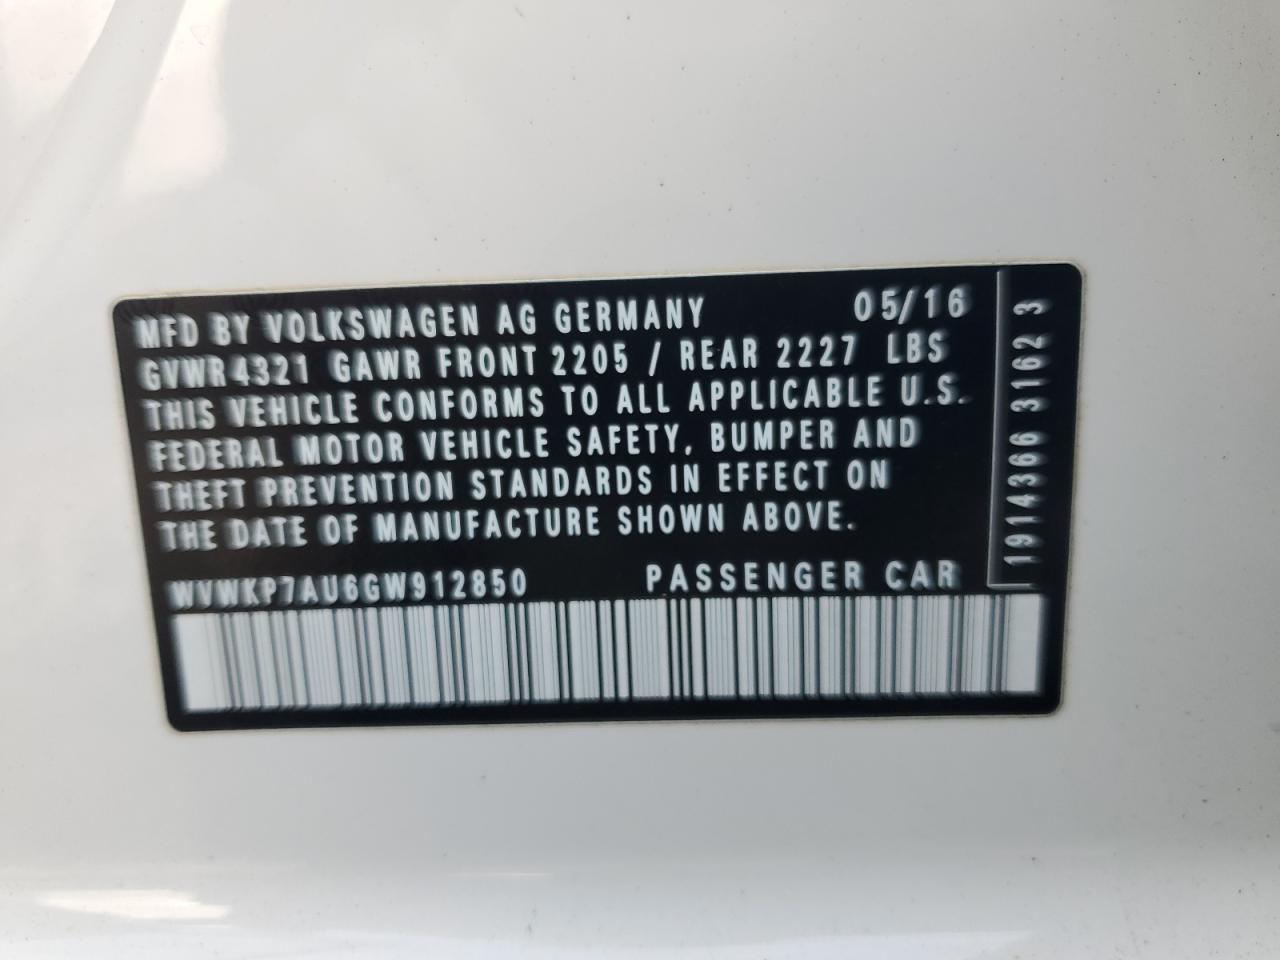 MFD BY VOLKSWAGEN AG GERMANY 05/16
GVWR 4321 GAWR FRONT 2205 / REAR 2227 LBS
THIS VEHICLE CONFORMS TO ALL APPLICABLE U.S.
FEDERAL MOTOR VEHICLE SAFETY, BUMPER AND
THEFT PREVENTION STANDARDS IN EFFECT ON
THE DATE OF MANUFACTURE SHOWN ABOVE.
WVWKP7AU6GW912850 PASSENGER CAR
1914366 3162 3